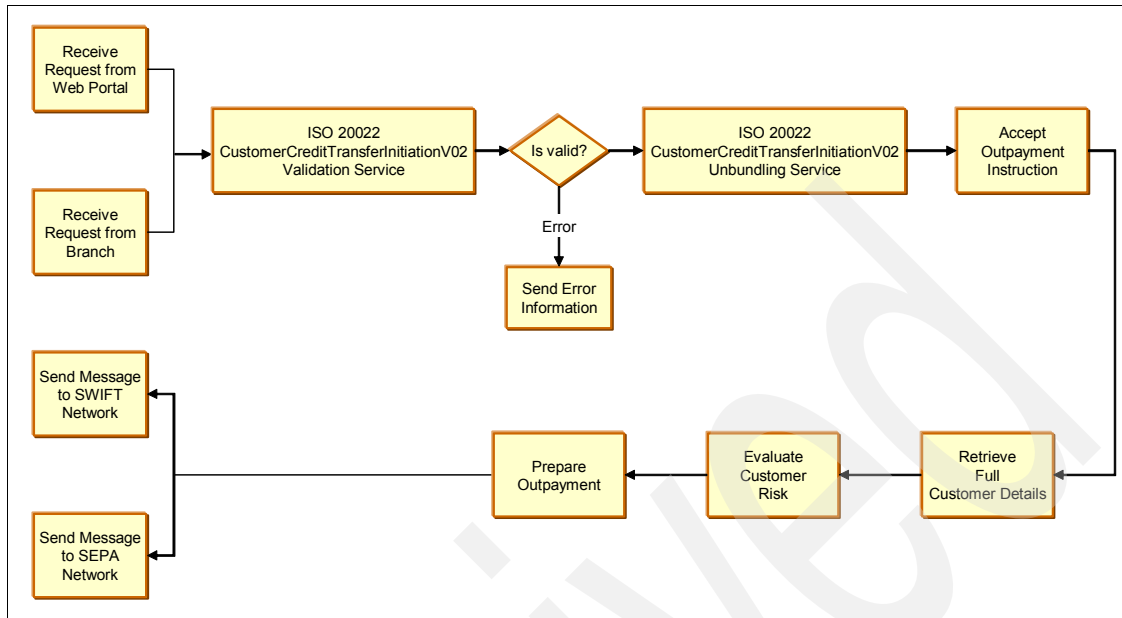 Receive
Request from
Web Portal
ISO 20022
CustomerCreditTransferInitiationV02
Validation Service
Is valid?
ISO 20022
CustomerCreditTransferInitiationV02
Unbundling Service
Accept
Outpayment
Instruction
Receive
Request from
Branch
Error
Send Error
Information
Send Message
to SWIFT
Network
Prepare
Outpayment
Evaluate
Customer
Risk
Retrieve
Full
Customer Details
Send Message
to SEPA
Network
ived